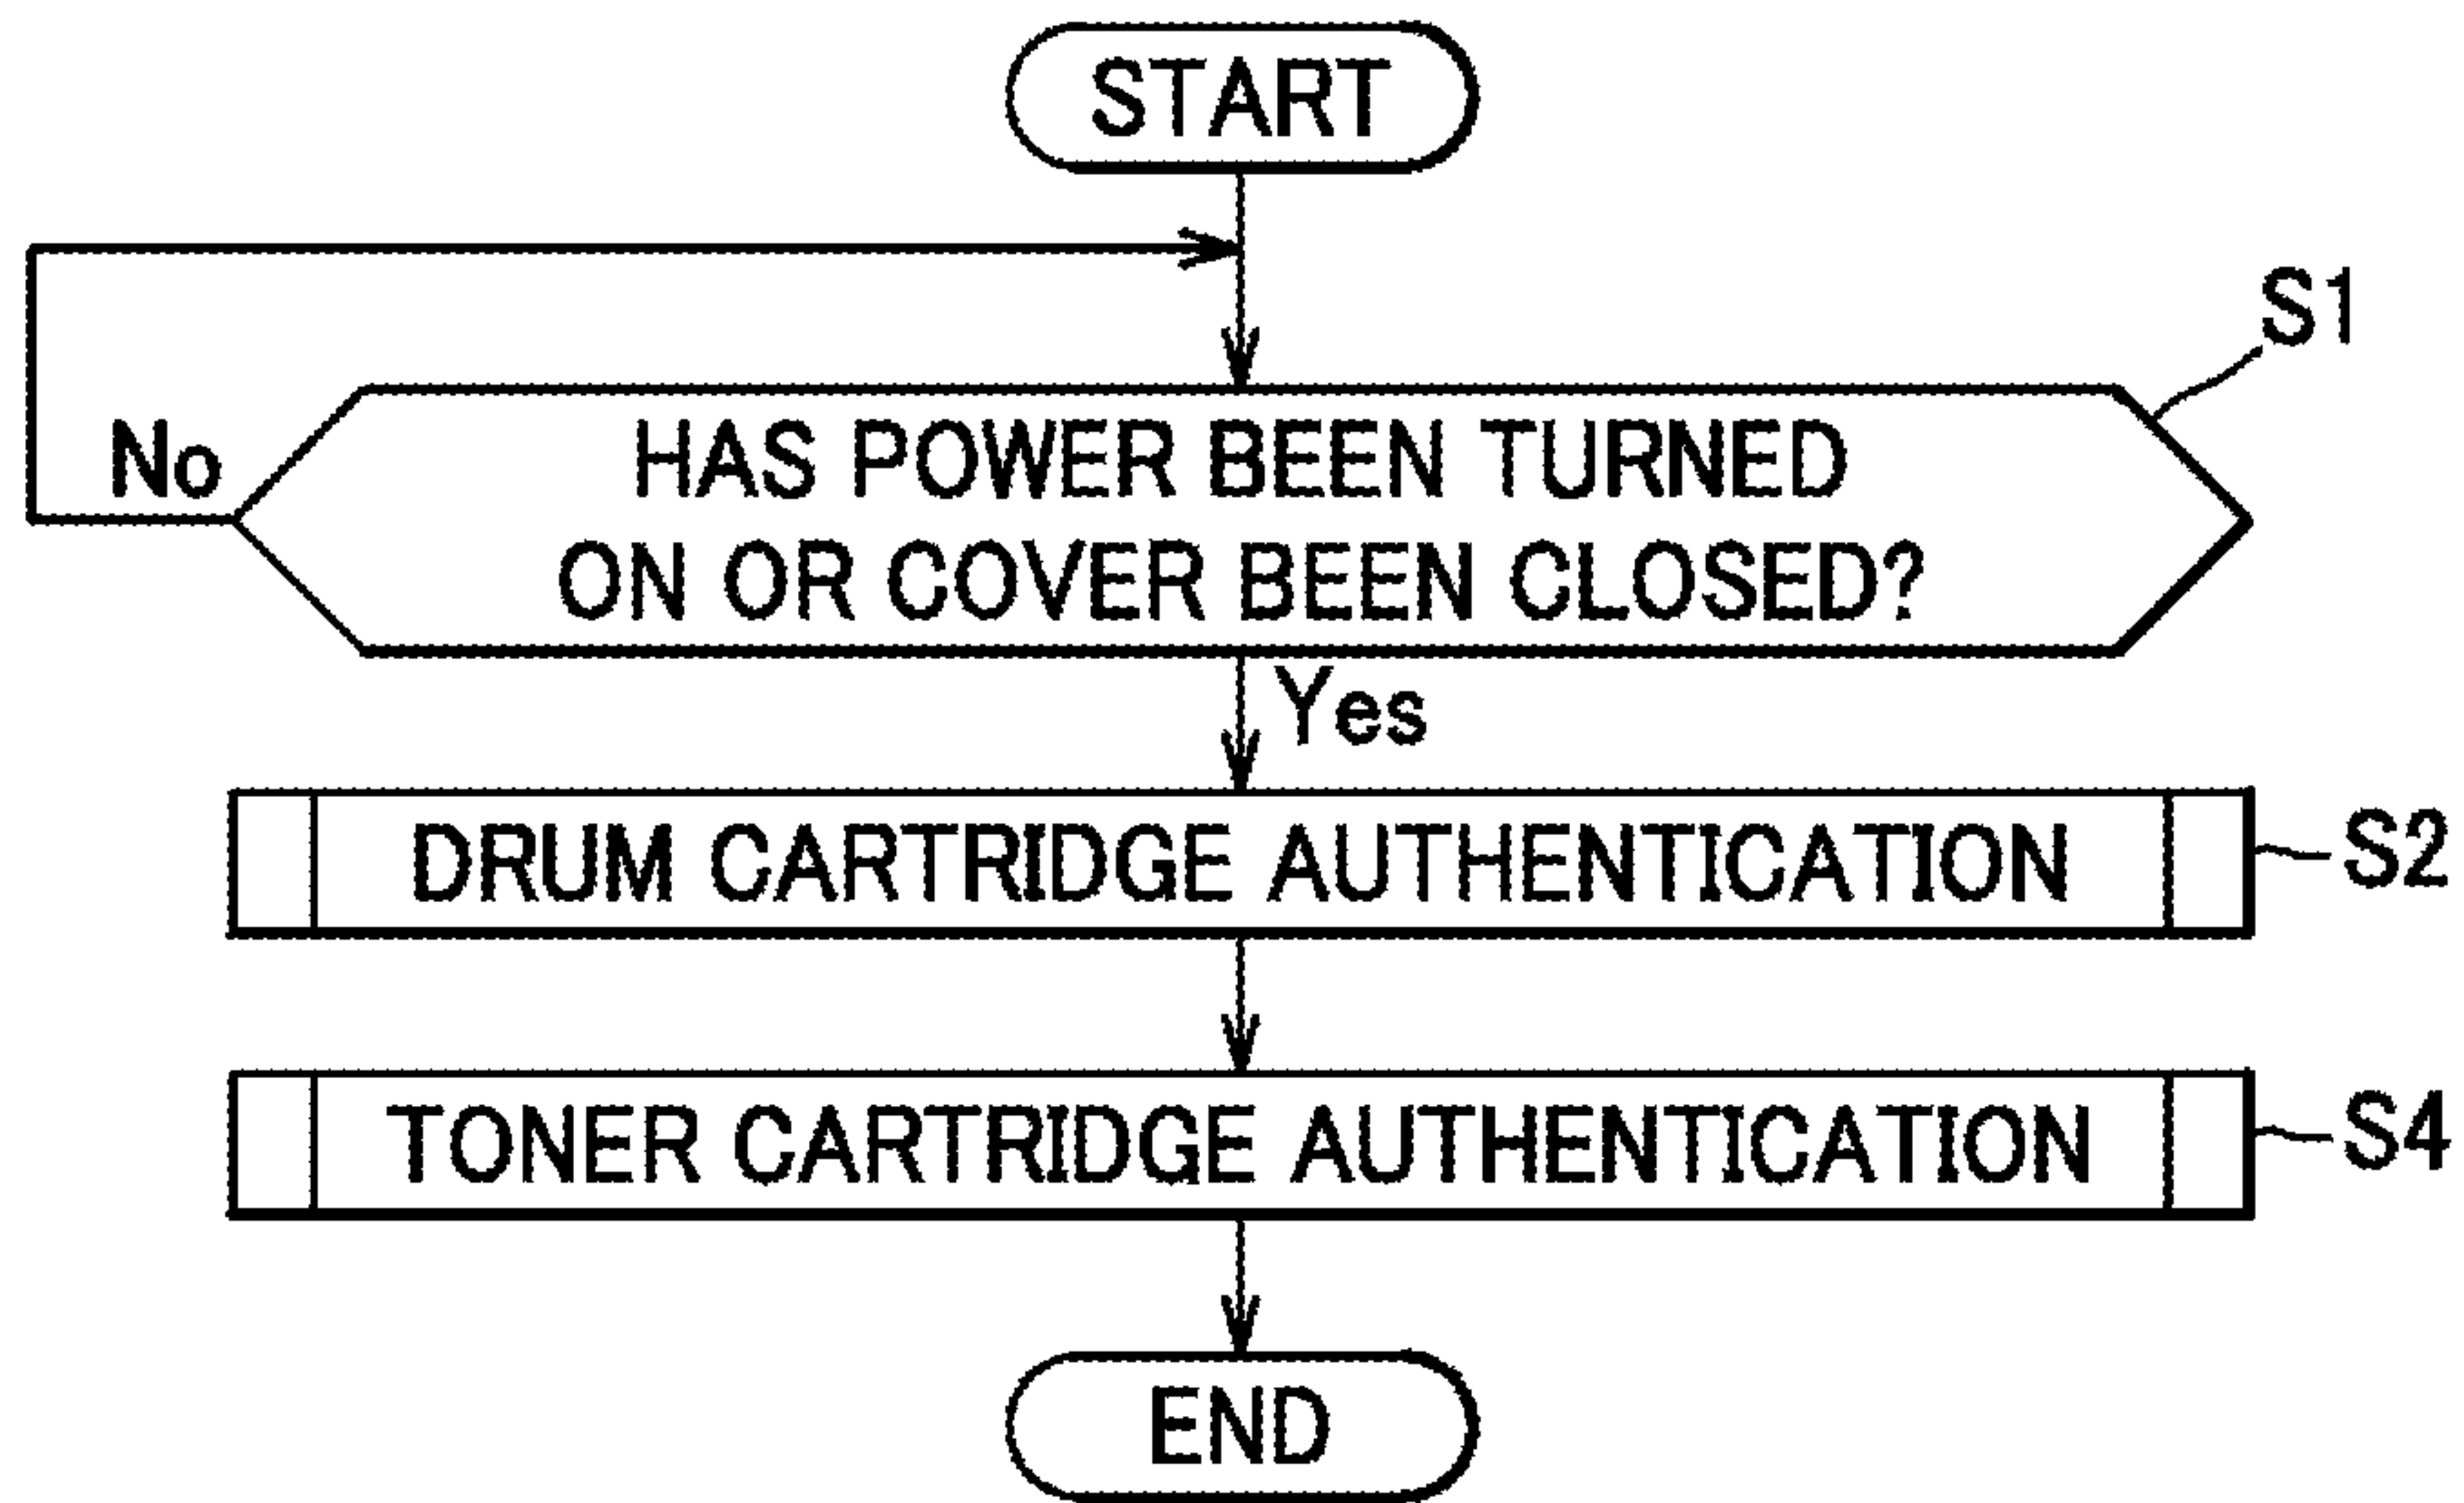 START
S1
No
HAS POWER BEEN TURNED
ON OR COVER BEEN CLOSED?
Yes
DRUM CARTRIDGE AUTHENTICATION
S2
TONER CARTRIDGE AUTHENTICATION
S4
END